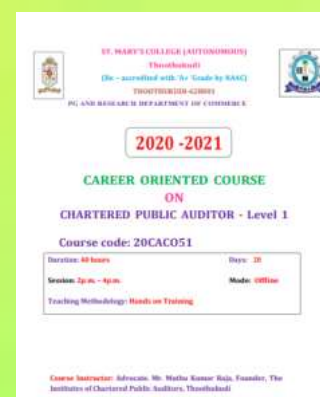 ST. MARY'S COLLEGE (AUTONOMOUS)
Thoothukudi
(Re - accredited with 'A+' Grade by NAAC)
THOOTHUKUDI-628001
PG AND RESEARCH DEPARTMENT OF COMMERCE
2020 -2021
CAREER ORIENTED COURSE
ON
CHARTERED PUBLIC AUDITOR - Level 1
Course code: 20CACO51
Duration: 40 hours Days: 20
Session: 2p.m. - 4p.m. Mode: Offline
Teaching Methodology: Hands on Training
Course Instructor: Advocate. Mr. Muthu Kumar Raja, Founder, The
Institutes of Chartered Public Auditors, Thoothukudi